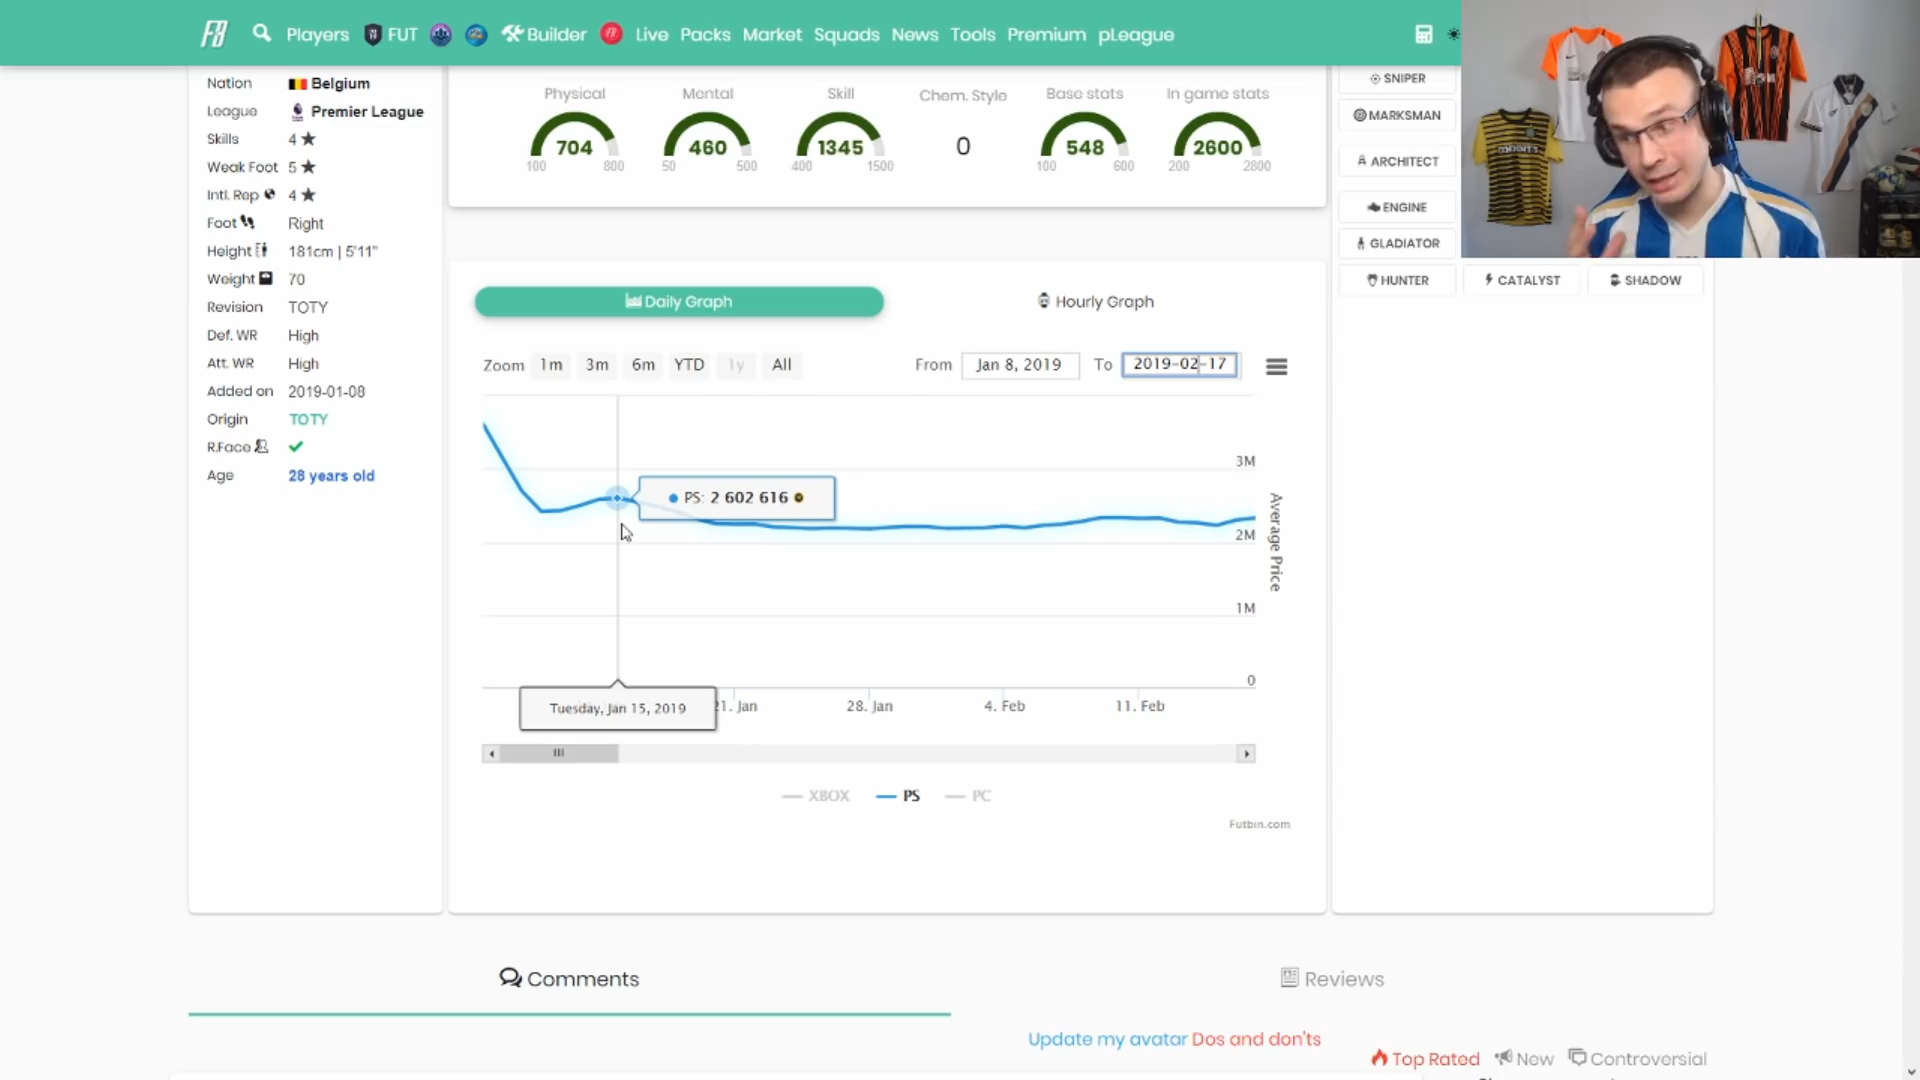 F8 Players FUT Builder Live Packs Market Squads News Tools Premium pLeague
Nation Belgium
League Premier League
Skills 4
Weak Foot 5
Intl. Rep 4
Foot Right
Height 181cm | 5'11"
Weight 70
Revision TOTY
Def. WR High
Att. WR High
Added on 2019-01-08
Origin TOTY
R.Face
Age 28 years old
Physical Mental Skill Chem. Style Base stats In game stats
704 460 1345 0 548 2600
100 800 50 500 400 1500 100 600 200 2800
SNIPER
MARKSMAN
ARCHITECT
ENGINE
GLADIATOR
HUNTER CATALYST SHADOW
Daily Graph Hourly Graph
Zoom 1m 3m 6m YTD 1y All From Jan 8, 2019 To 2019-02-17
3M
PS: 2 602 616
2M
1M
0
Average Price
Tuesday, Jan 15, 2019 21. Jan 28. Jan 4. Feb 11. Feb
XBOX PS PC
Futbin.com
Comments Reviews
Update my avatar Dos and don'ts
Top Rated New Controversial